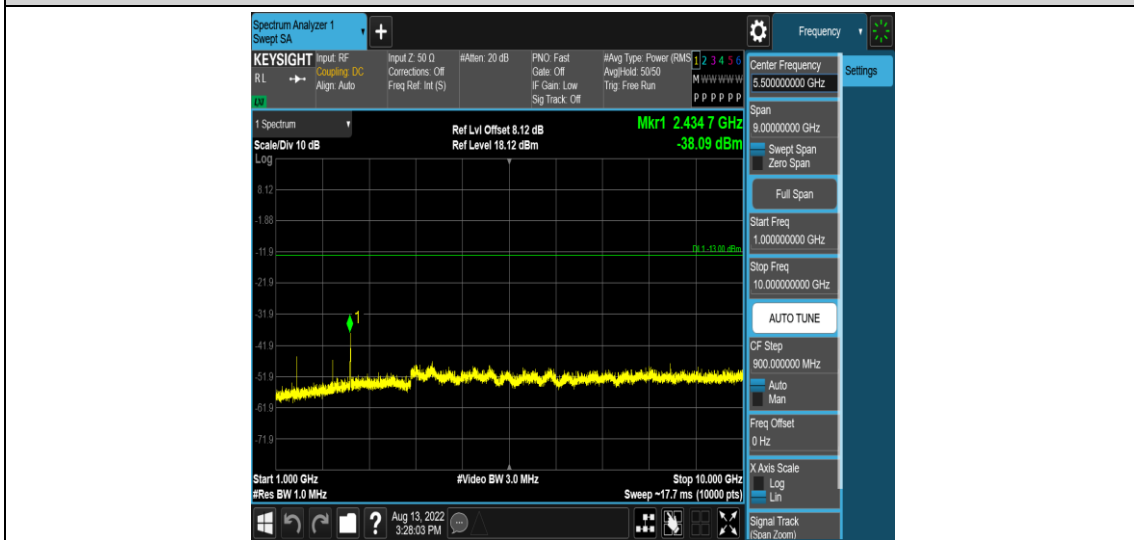 Spectrum Analyzer 1
Swept SA
+
Frequency
KEYSIGHT
RL
LXI
Input: RF
Coupling: DC
Align: Auto
Input Z: 50 Ω
Corrections: Off
Freq Ref: Int (S)
#Atten: 20 dB
PNO: Fast
Gate: Off
IF Gain: Low
Sig Track: Off
#Avg Type: Power (RMS
Avg|Hold: 50/50
Trig: Free Run
1 2 3 4 5 6
M W W W W W
P P P P P P
Center Frequency
5.500000000 GHz
Settings
1 Spectrum
Scale/Div 10 dB
Ref Lvl Offset 8.12 dB
Ref Level 18.12 dBm
Mkr1 2.434 7 GHz
-38.09 dBm
Log
8.12
-1.88
-11.9
-21.9
-31.9
-41.9
-51.9
-61.9
-71.9
DL1 -13.00 dBm
1
Start 1.000 GHz
#Res BW 1.0 MHz
#Video BW 3.0 MHz
Stop 10.000 GHz
Sweep ~17.7 ms (10000 pts)
Span
9.00000000 GHz
Swept Span
Zero Span
Full Span
Start Freq
1.000000000 GHz
Stop Freq
10.000000000 GHz
AUTO TUNE
CF Step
900.000000 MHz
Auto
Man
Freq Offset
0 Hz
X Axis Scale
Log
Lin
Signal Track
(Span Zoom)
?
Aug 13, 2022
3:28:03 PM